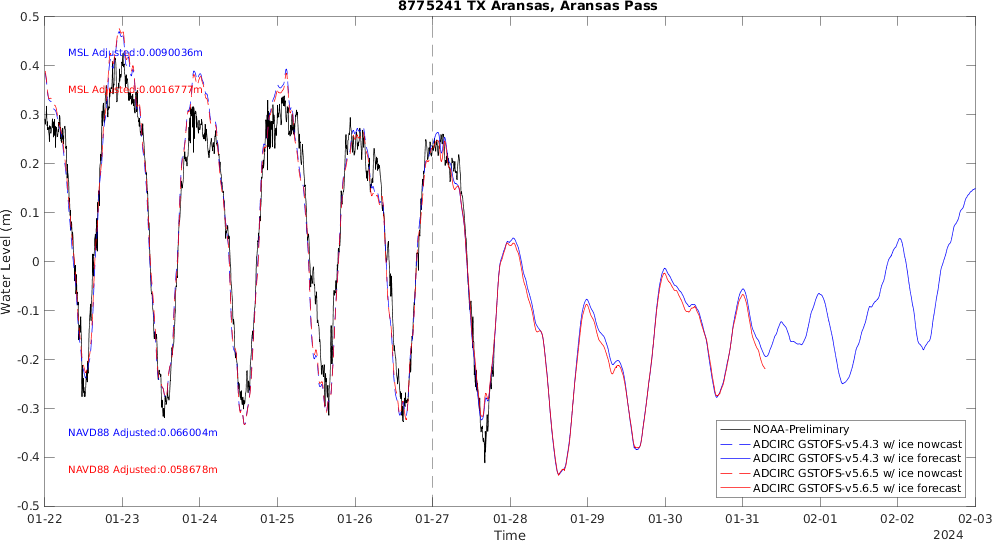 8775241 TX Aransas, Aransas Pass
0.5
0.4
0.3
0.2
0.1
0
-0.1
-0.2
-0.3
-0.4
-0.5
Water Level (m)
MSL Adjusted:0.0090036m
MSL Adjusted:0.0016777m
NAVD88 Adjusted:0.066004m
NAVD88 Adjusted:0.058678m
NOAA-Preliminary
ADCIRC GSTOFS-v5.4.3 w/ ice nowcast
ADCIRC GSTOFS-v5.4.3 w/ ice forecast
ADCIRC GSTOFS-v5.6.5 w/ ice nowcast
ADCIRC GSTOFS-v5.6.5 w/ ice forecast
01-22 01-23 01-24 01-25 01-26 01-27 01-28 01-29 01-30 01-31 02-01 02-02 02-03
Time
2024